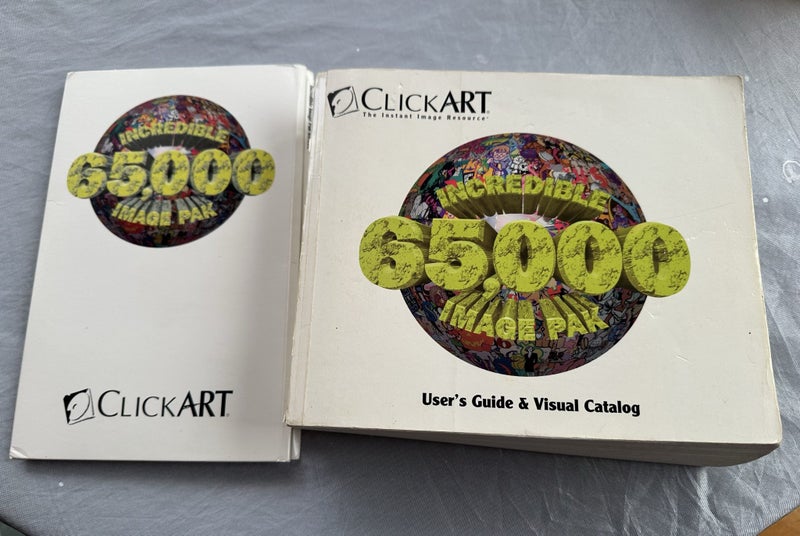 INCREDIBLE
65,000
IMAGE PAK
CLICKART®
CLICKART®
The Instant Image Resource™
INCREDIBLE
65,000
IMAGE PAK
User's Guide & Visual Catalog